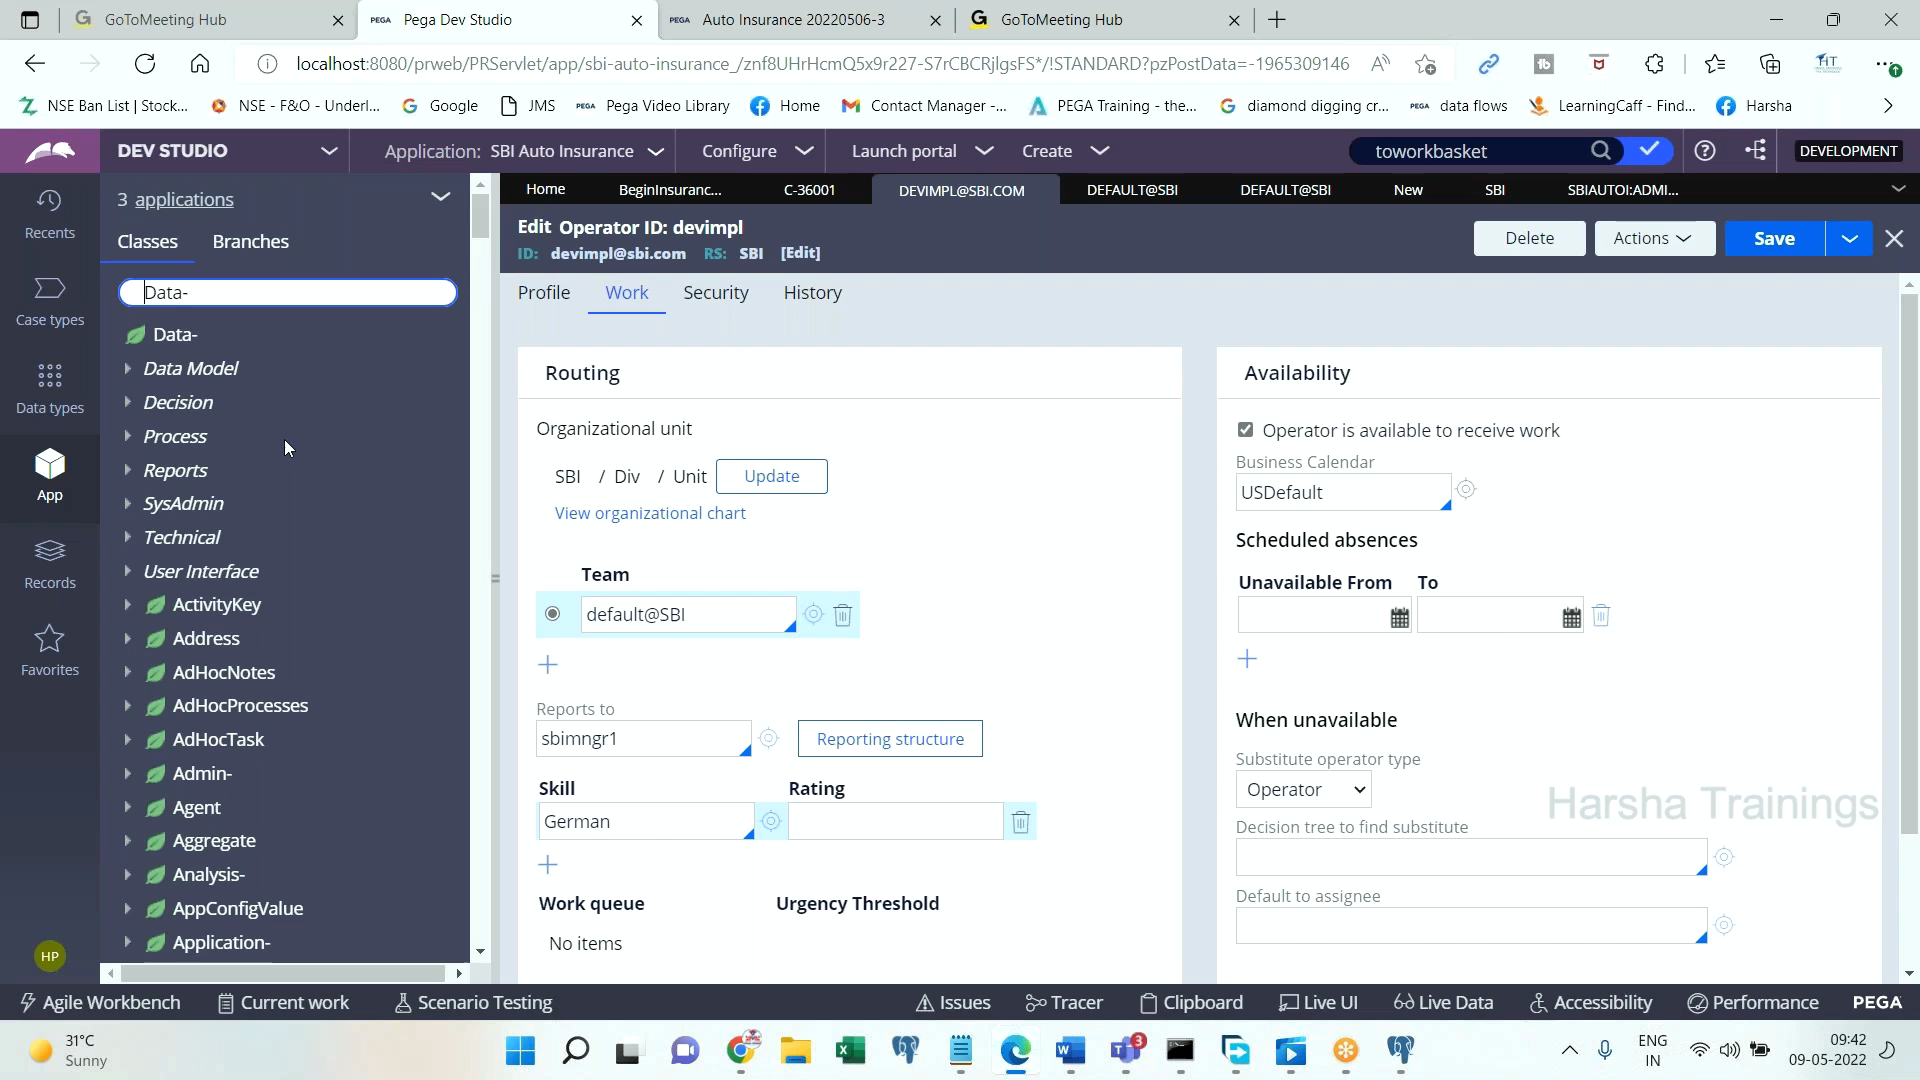 GoToMeeting Hub
PEGA Pega Dev Studio
PEGA Auto Insurance 20220506-3
GoToMeeting Hub
localhost:8080/prweb/PRServlet/app/sbi-auto-insurance_/znf8UHrHcmQ5x9r227-S7rCBCRjlgsFS*/!STANDARD?pzPostData=-1965309146
NSE Ban List | Stock...
NSE - F&O - Underl...
Google
JMS
PEGA Pega Video Library
Home
Contact Manager -...
PEGA Training - the...
diamond digging cr...
PEGA data flows
LearningCaff - Find...
Harsha
DEV STUDIO
Application: SBI Auto Insurance
Configure
Launch portal
Create
toworkbasket
DEVELOPMENT
Recents
Case types
Data types
App
Records
Favorites
HP
3 applications
Classes
Branches
Data-
Data-
Data Model
Decision
Process
Reports
SysAdmin
Technical
User Interface
ActivityKey
Address
AdHocNotes
AdHocProcesses
AdHocTask
Admin-
Agent
Aggregate
Analysis-
AppConfigValue
Application-
Home
BeginInsuranc...
C-36001
DEVIMPL@SBI.COM
DEFAULT@SBI
DEFAULT@SBI
New
SBI
SBIAUTOI:ADMI...
Edit Operator ID: devimpl
ID: devimpl@sbi.com RS: SBI [Edit]
Delete
Actions
Save
Profile
Work
Security
History
Routing
Organizational unit
SBI / Div / Unit
Update
View organizational chart
Team
default@SBI
Reports to
sbimngr1
Reporting structure
Skill
Rating
German
Work queue
Urgency Threshold
No items
Availability
Operator is available to receive work
Business Calendar
USDefault
Scheduled absences
Unavailable From
To
When unavailable
Substitute operator type
Operator
Harsha Trainings
Decision tree to find substitute
Default to assignee
Agile Workbench
Current work
Scenario Testing
Issues
Tracer
Clipboard
Live UI
Live Data
Accessibility
Performance
PEGA
31°C
Sunny
3
ENG
IN
09:42
09-05-2022